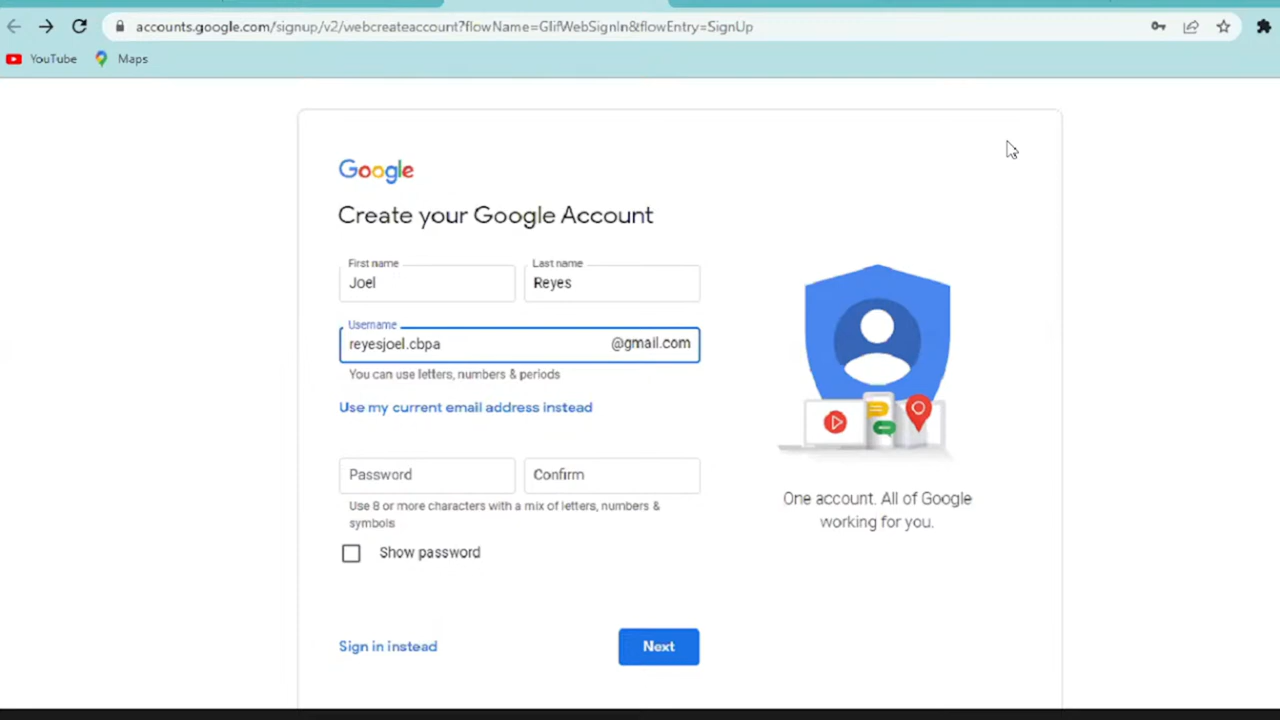 accounts.google.com/signup/v2/webcreateaccount?flowName=GlifWebSignIn&flowEntry=SignUp
YouTube Maps
Google
Create your Google Account
First name Last name
Joel Reyes
Username
reyesjoel.cbpa @gmail.com
You can use letters, numbers & periods
Use my current email address instead
Password Confirm
Use 8 or more characters with a mix of letters, numbers &
symbols
Show password
One account. All of Google
working for you.
Sign in instead Next